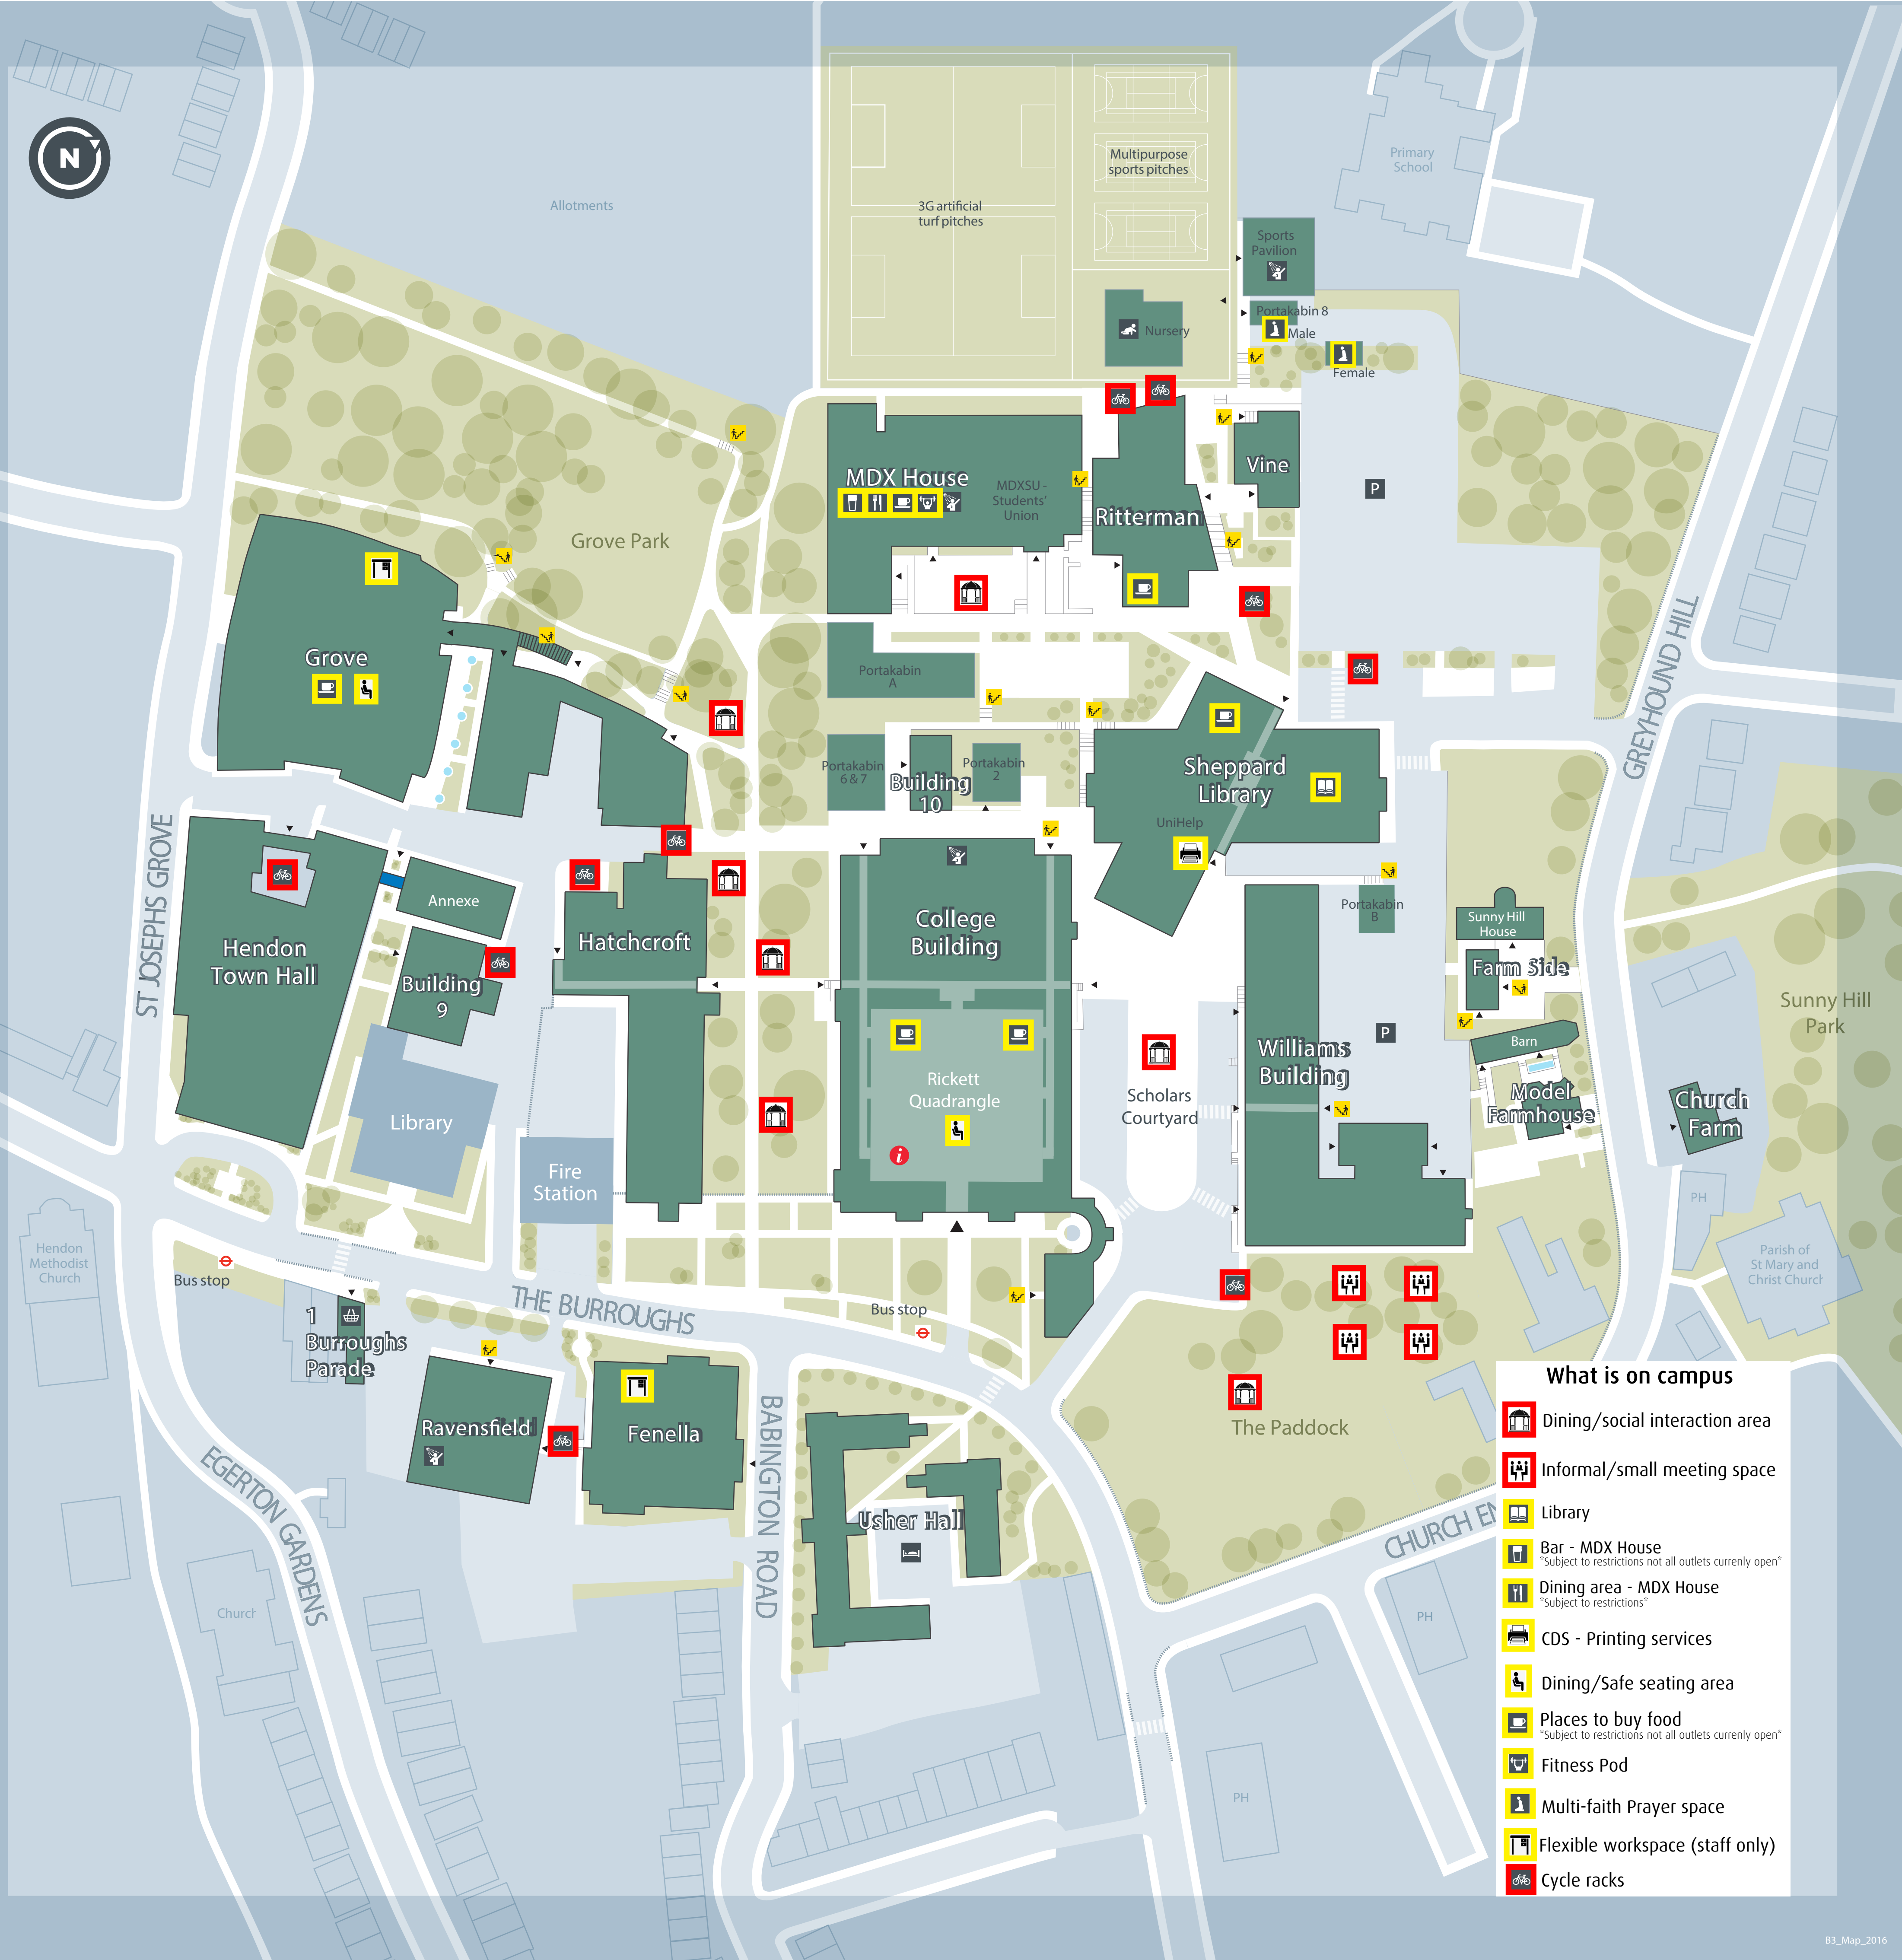 N
Allotments
3G artificial
turf pitches
Multipurpose
sports pitches
Primary
School
Sports
Pavilion
Portakabin 8
Male
Female
Nursery
MDX House
MDXSU -
Students'
Union
Ritterman
Vine
P
Grove Park
Grove
Portakabin
A
Portakabin
6 & 7
Building
10
Portakabin
2
Sheppard
Library
UniHelp
GREYHOUND HILL
ST JOSEPHS GROVE
Annexe
Hendon
Town Hall
Building
9
Hatchcroft
College
Building
Portakabin
B
Sunny Hill
House
Farm Side
Sunny Hill
Park
Barn
Model
Farmhouse
Church
Farm
Williams
Building
P
Rickett
Quadrangle
i
Scholars
Courtyard
Library
Fire
Station
PH
Parish of
St Mary and
Christ Church
Hendon
Methodist
Church
Bus stop
1
Burroughs
Parade
THE BURROUGHS
Bus stop
Ravensfield
Fenella
BABINGTON ROAD
Usher Hall
The Paddock
CHURCH EN
EGERTON GARDENS
Church
PH
PH
What is on campus
Dining/social interaction area
Informal/small meeting space
Library
Bar - MDX House
*Subject to restrictions not all outlets currenly open*
Dining area - MDX House
*Subject to restrictions*
CDS - Printing services
Dining/Safe seating area
Places to buy food
*Subject to restrictions not all outlets currenly open*
Fitness Pod
Multi-faith Prayer space
Flexible workspace (staff only)
Cycle racks
B3_Map_2016